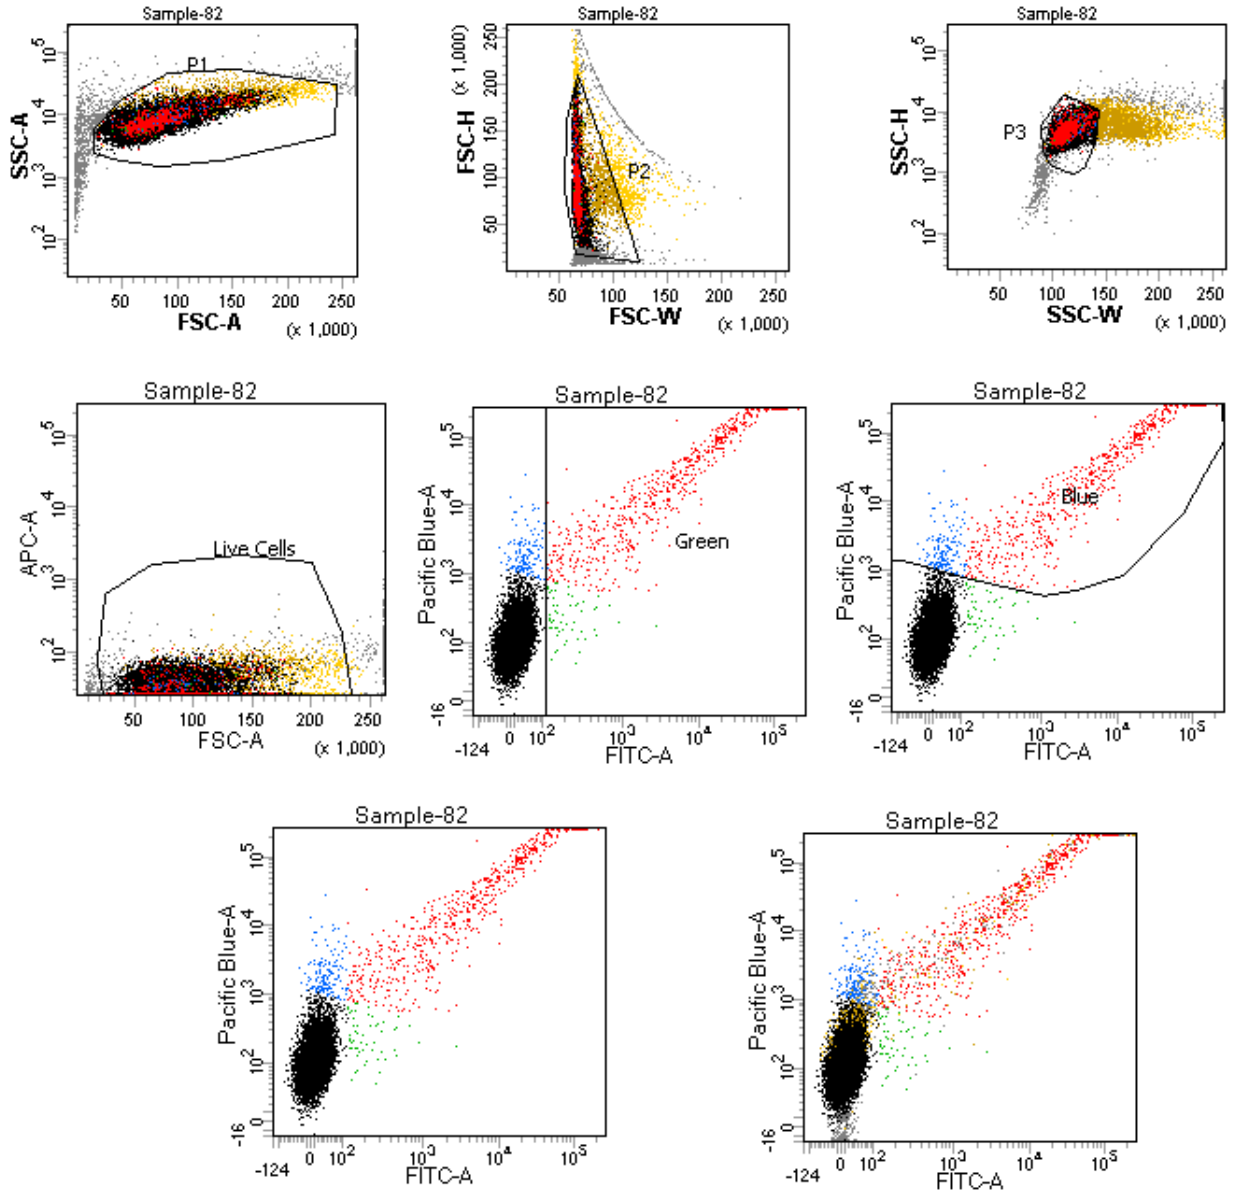 Sample-82
SSC-A
10^5
10^4
10^3
10^2
P1
50 100 150 200 250
FSC-A
(x 1,000)
Sample-82
FSC-H
(x 1,000)
250
200
150
100
50
P2
50 100 150 200 250
FSC-W
(x 1,000)
Sample-82
SSC-H
10^5
10^4
10^3
10^2
P3
50 100 150 200 250
SSC-W
(x 1,000)
Sample-82
APC-A
10^5
10^4
10^3
10^2
Live Cells
50 100 150 200 250
FSC-A
(x 1,000)
Sample-82
Pacific Blue-A
10^5
10^4
10^3
10^2
0
-16
Green
-124 0 10^2 10^3 10^4 10^5
FITC-A
Sample-82
Pacific Blue-A
10^5
10^4
10^3
10^2
0
-16
Blue
-124 0 10^2 10^3 10^4 10^5
FITC-A
Sample-82
Pacific Blue-A
10^5
10^4
10^3
10^2
0
-16
-124 0 10^2 10^3 10^4 10^5
FITC-A
Sample-82
Pacific Blue-A
10^5
10^4
10^3
10^2
0
-16
-124 0 10^2 10^3 10^4 10^5
FITC-A